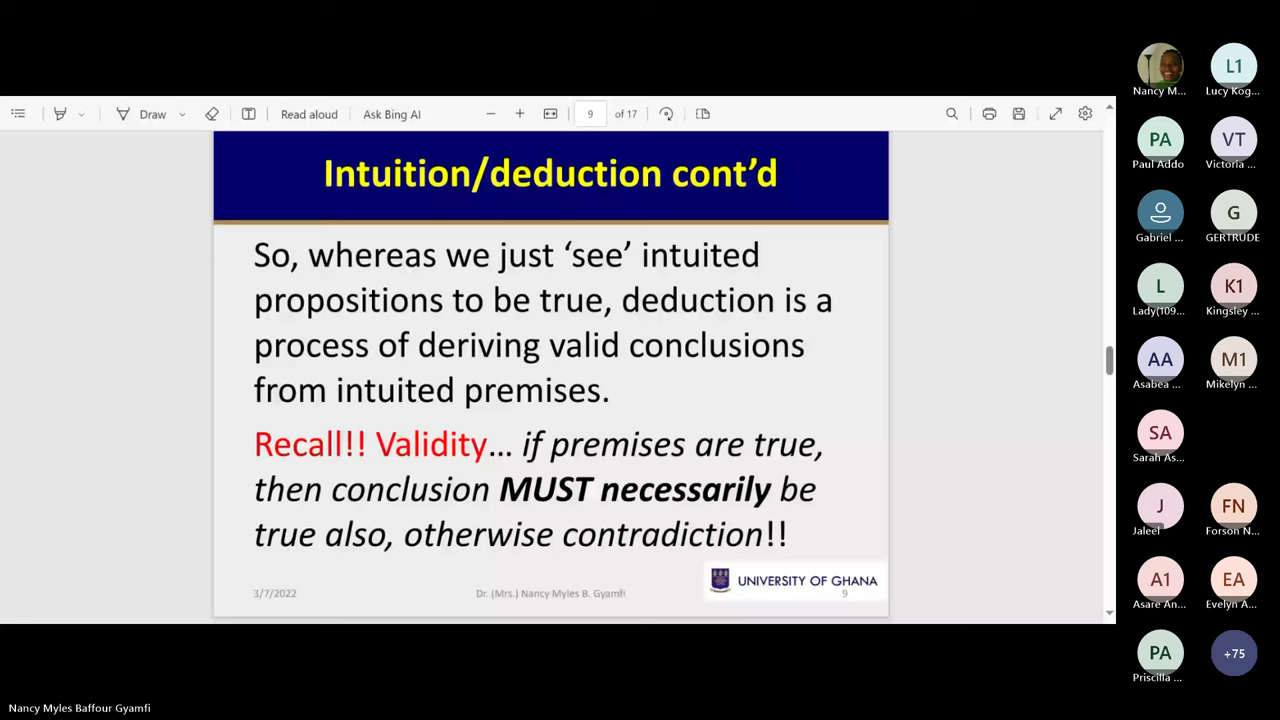 Draw
Read aloud
Ask Bing AI
9
of 17
Intuition/deduction cont’d
So, whereas we just ‘see’ intuited
propositions to be true, deduction is a
process of deriving valid conclusions
from intuited premises.
Recall!! Validity… if premises are true,
then conclusion MUST necessarily be
true also, otherwise contradiction!!
UNIVERSITY OF GHANA
3/7/2022
Dr. (Mrs.) Nancy Myles B. Gyamfi
9
Nancy M...
L1
Lucy Kog...
PA
Paul Addo
VT
Victoria ...
Gabriel ...
G
GERTRUDE
L
Lady(109...
K1
Kingsley ...
AA
Asabea ...
M1
Mikelyn ...
SA
Sarah As...
J
Jaleel
FN
Forson N...
A1
Asare An...
EA
Evelyn A...
PA
Priscilla ...
+75
Nancy Myles Baffour Gyamfi